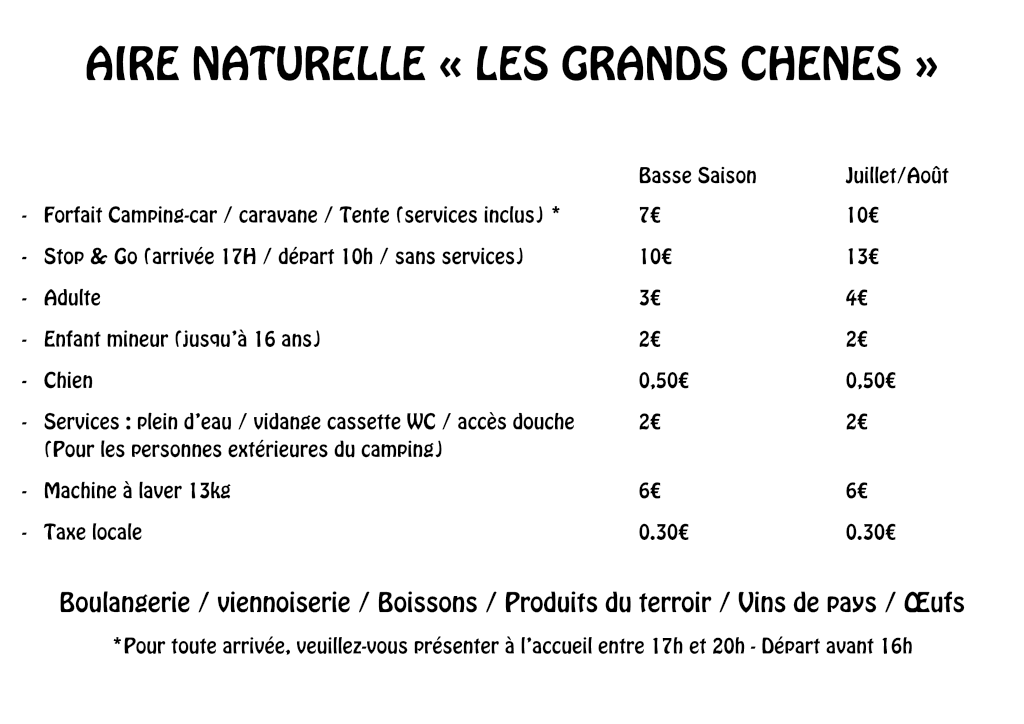 AIRE NATURELLE « LES GRANDS CHENES »
Basse Saison Juillet/Août
- Forfait Camping-car / caravane / Tente (services inclus) * 7€ 10€
- Stop & Go (arrivée 17H / départ 10h / sans services) 10€ 13€
- Adulte 3€ 4€
- Enfant mineur (jusqu'à 16 ans) 2€ 2€
- Chien 0,50€ 0,50€
- Services : plein d'eau / vidange cassette WC / accès douche 2€ 2€
(Pour les personnes extérieures du camping)
- Machine à laver 13kg 6€ 6€
- Taxe locale 0.30€ 0.30€
Boulangerie / viennoiserie / Boissons / Produits du terroir / Vins de pays / Œufs
*Pour toute arrivée, veuillez-vous présenter à l'accueil entre 17h et 20h - Départ avant 16h